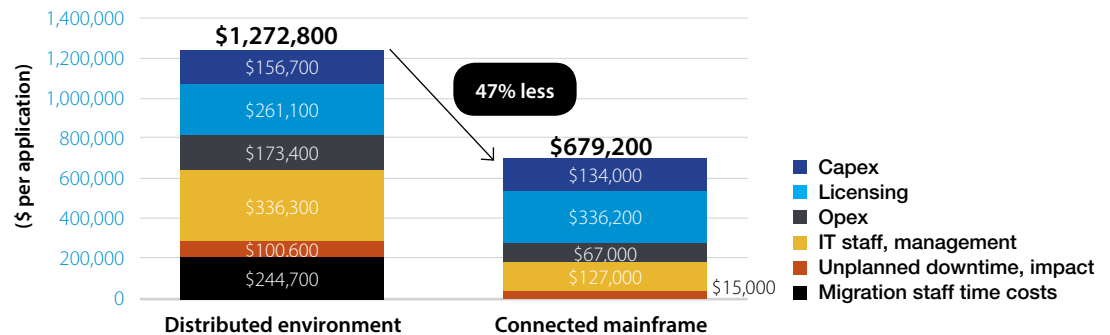 ($ per application)
1,400,000
1,200,000
1,000,000
800,000
600,000
400,000
200,000
0
$1,272,800
$156,700
$261,100
$173,400
$336,300
$100.600
$244,700
Distributed environment
47% less
$679,200
$134,000
$336,200
$67,000
$127,000
$15,000
Connected mainframe
Capex
Licensing
Opex
IT staff, management
Unplanned downtime, impact
Migration staff time costs